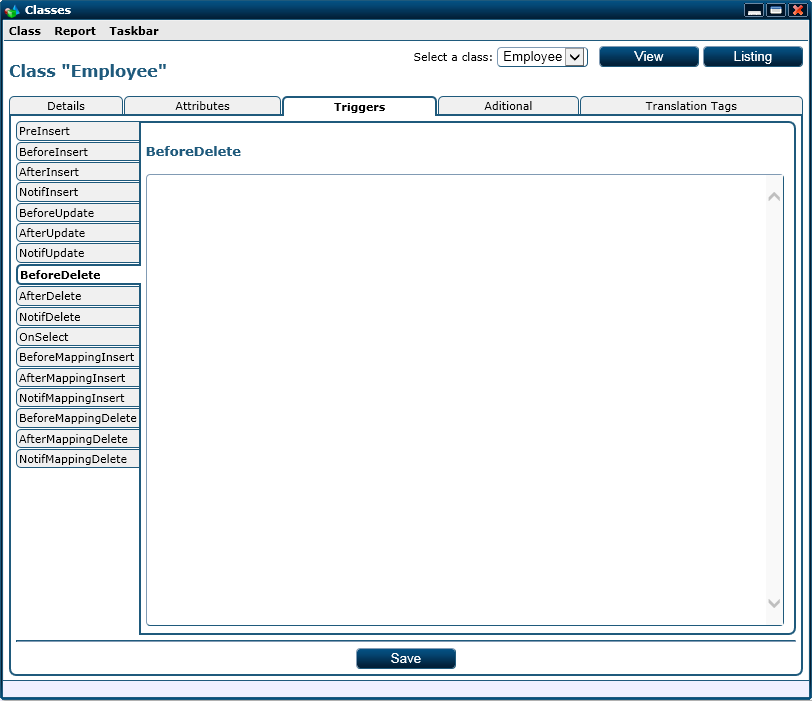 Classes
Class Report Taskbar
Select a class: Employee View Listing
Class "Employee"
Details Attributes Triggers Aditional Translation Tags
PreInsert
BeforeInsert
AfterInsert
NotifInsert
BeforeUpdate
AfterUpdate
NotifUpdate
BeforeDelete
AfterDelete
NotifDelete
OnSelect
BeforeMappingInsert
AfterMappingInsert
NotifMappingInsert
BeforeMappingDelete
AfterMappingDelete
NotifMappingDelete
BeforeDelete
Save